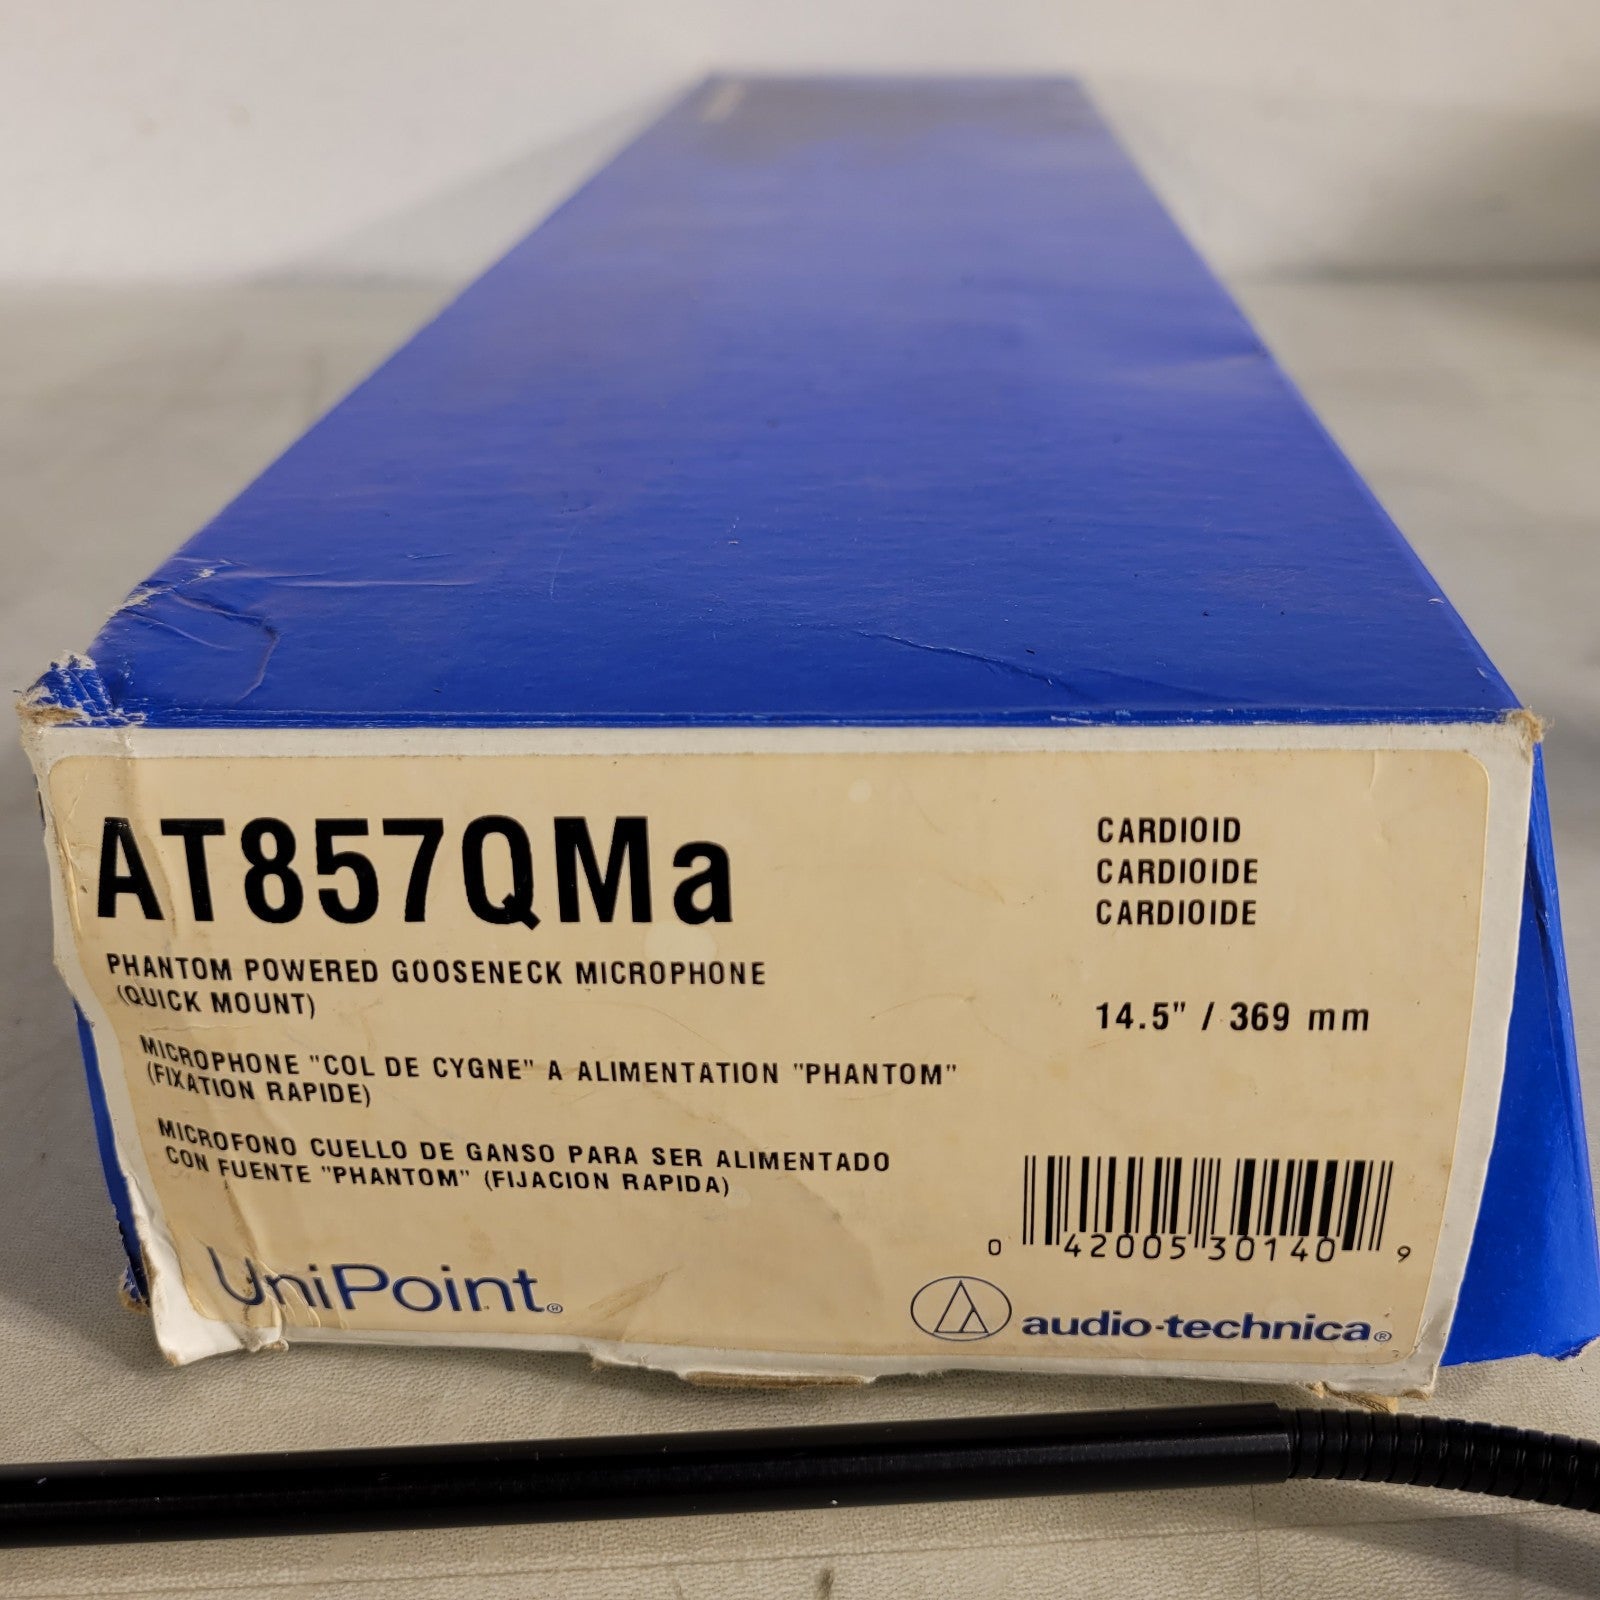 AT857QMa
PHANTOM POWERED GOOSENECK MICROPHONE
(QUICK MOUNT)
MICROPHONE "COL DE CYGNE" A ALIMENTATION "PHANTOM"
(FIXATION RAPIDE)
MICROFONO CUELLO DE GANSO PARA SER ALIMENTADO
CON FUENTE "PHANTOM" (FIJACION RAPIDA)
UniPoint®
CARDIOID
CARDIOIDE
CARDIOIDE
14.5" / 369 mm
0 42005 30140 9
audio-technica®